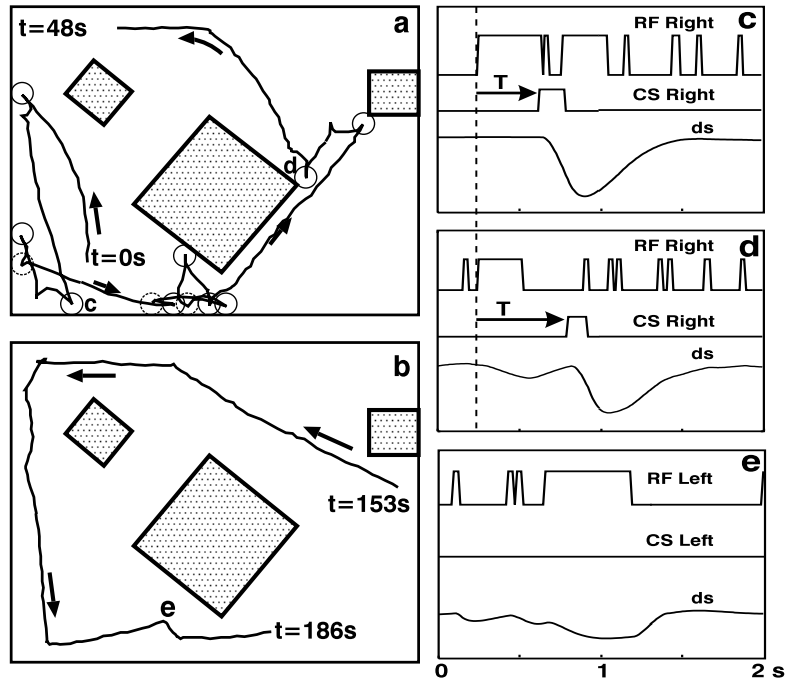 t=48s
a
d
t=0s
c
b
t=153s
e
t=186s
RF Right
c
T
CS Right
ds
RF Right
d
T
CS Right
ds
e
RF Left
CS Left
ds
0 1 2 s